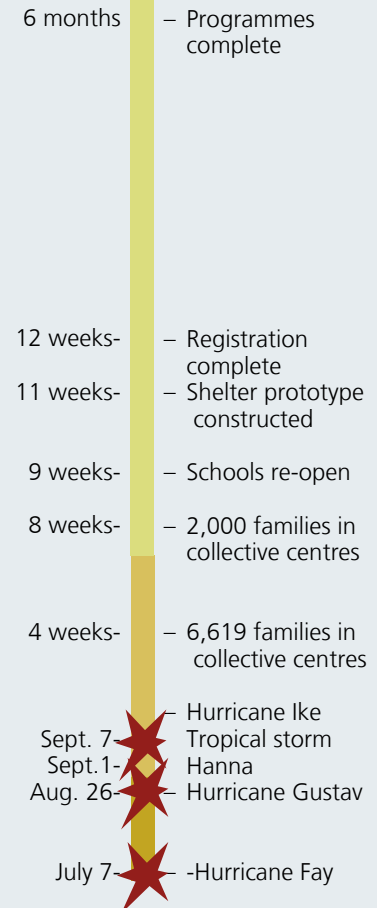 6 months – Programmes
complete
12 weeks- – Registration
complete
11 weeks- – Shelter prototype
constructed
9 weeks- – Schools re-open
8 weeks- – 2,000 families in
collective centres
4 weeks- – 6,619 families in
collective centres
– Hurricane Ike
Sept. 7- Tropical storm
Sept.1- Hanna
Aug. 26- – Hurricane Gustav
July 7- – -Hurricane Fay